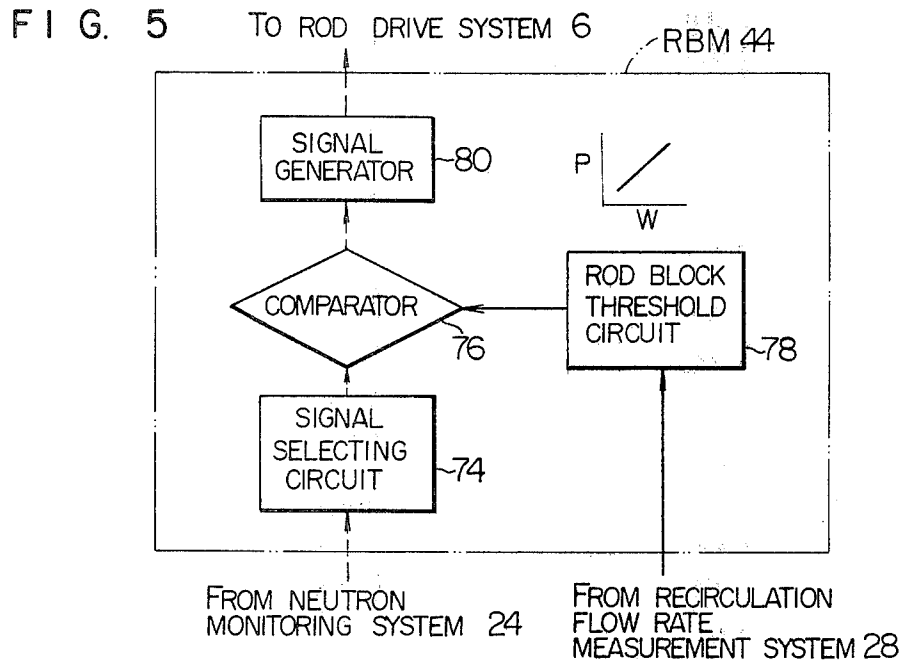 FIG. 5
TO ROD DRIVE SYSTEM 6
RBM 44
SIGNAL
GENERATOR
80
P
W
COMPARATOR
76
ROD BLOCK
THRESHOLD
CIRCUIT
78
SIGNAL
SELECTING
CIRCUIT
74
FROM NEUTRON
MONITORING SYSTEM 24
FROM RECIRCULATION
FLOW RATE
MEASUREMENT SYSTEM 28